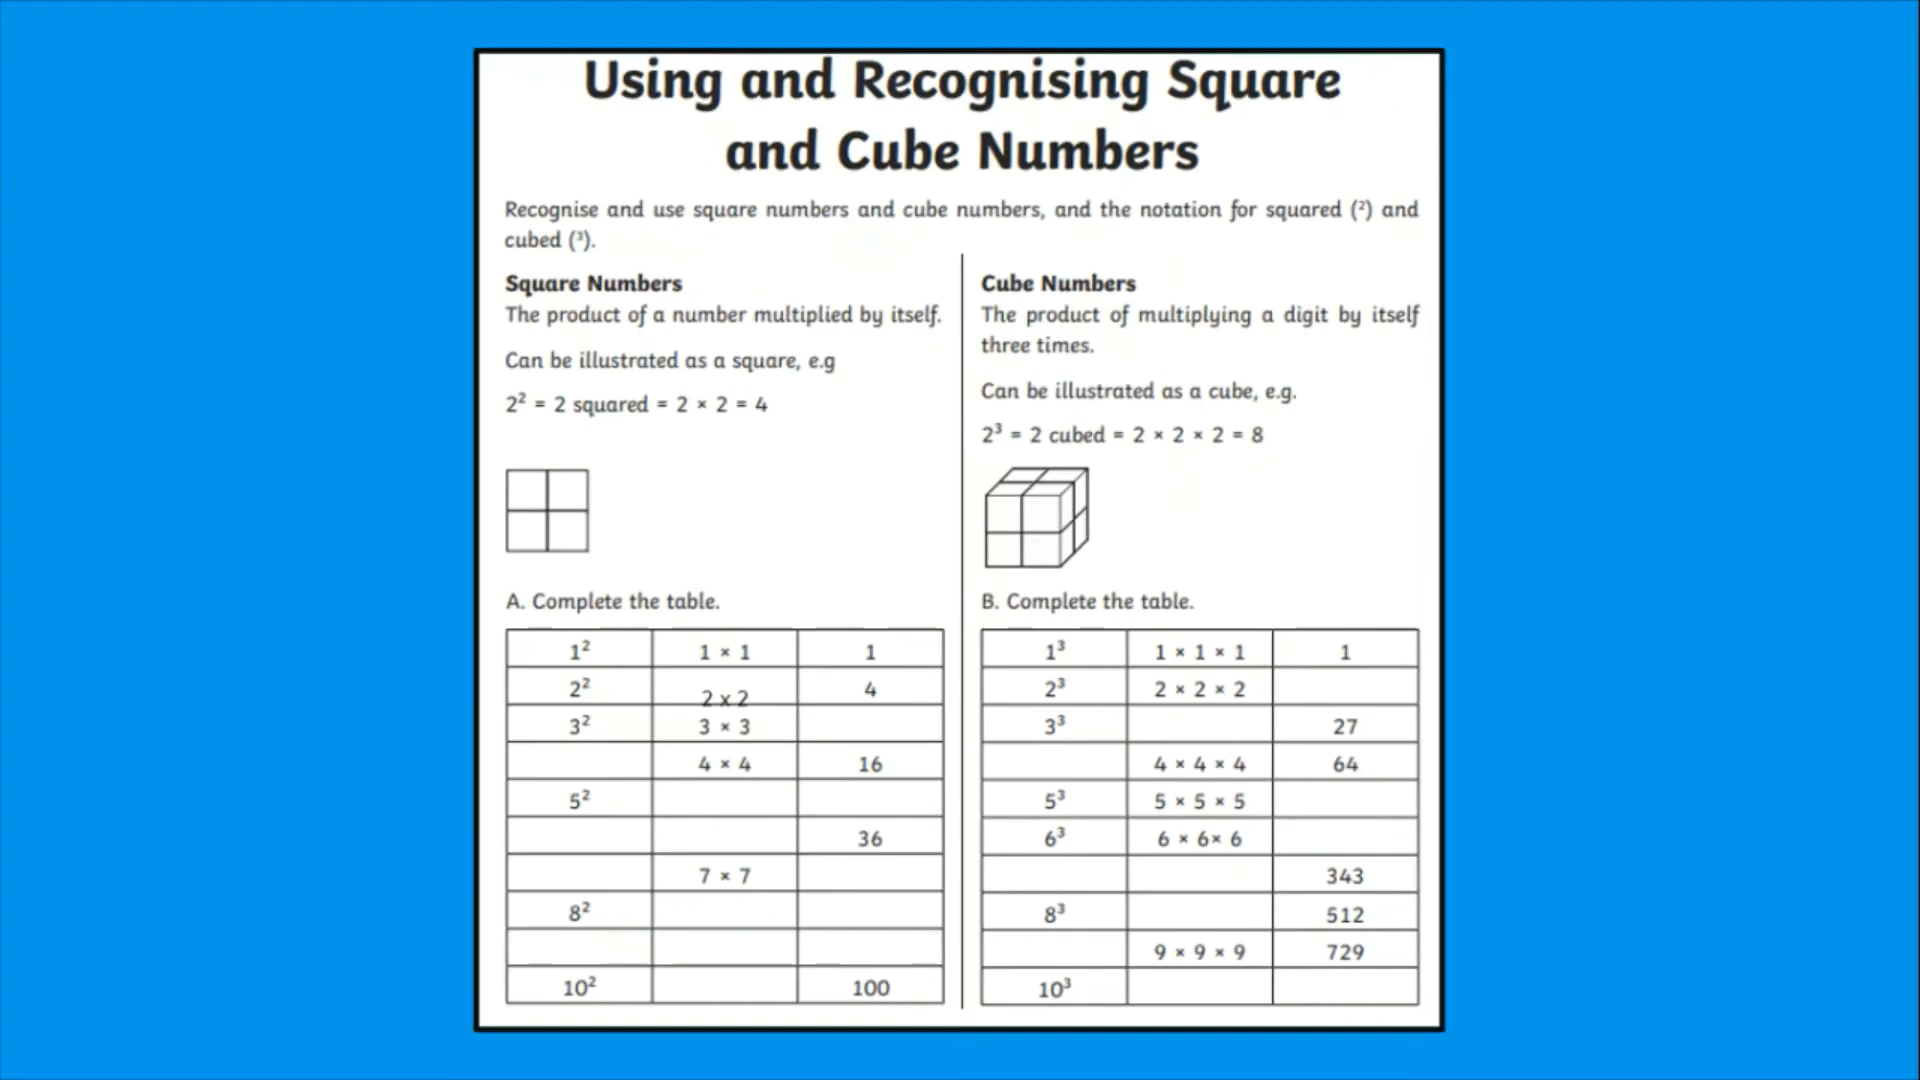 Using and Recognising Square
and Cube Numbers
Recognise and use square numbers and cube numbers, and the notation for squared (²) and
cubed (³).
Square Numbers
The product of a number multiplied by itself.
Can be illustrated as a square, e.g
2² = 2 squared = 2 × 2 = 4
A. Complete the table.
1² 1 × 1 1
2² 2 x 2 4
3² 3 × 3
4 × 4 16
5²
36
7 × 7
8²
10² 100
Cube Numbers
The product of multiplying a digit by itself
three times.
Can be illustrated as a cube, e.g.
2³ = 2 cubed = 2 × 2 × 2 = 8
B. Complete the table.
1³ 1 × 1 × 1 1
2³ 2 × 2 × 2
3³ 27
4 × 4 × 4 64
5³ 5 × 5 × 5
6³ 6 × 6× 6
343
8³ 512
9 × 9 × 9 729
10³